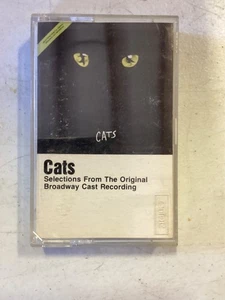 CATS
Cats
Selections From The Original
Broadway Cast Recording